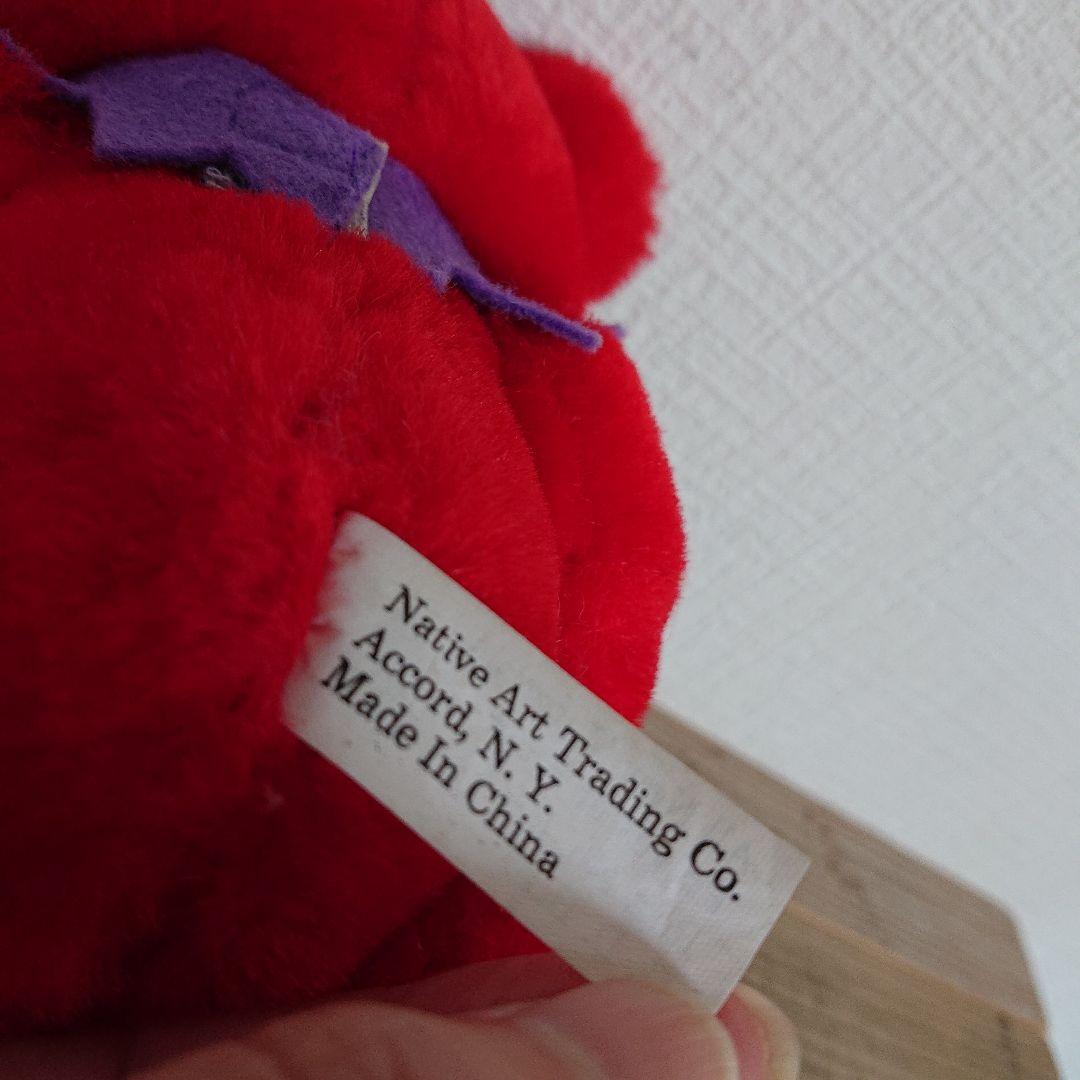 Native Art Trading Co.
Accord, N. Y.
Made In China